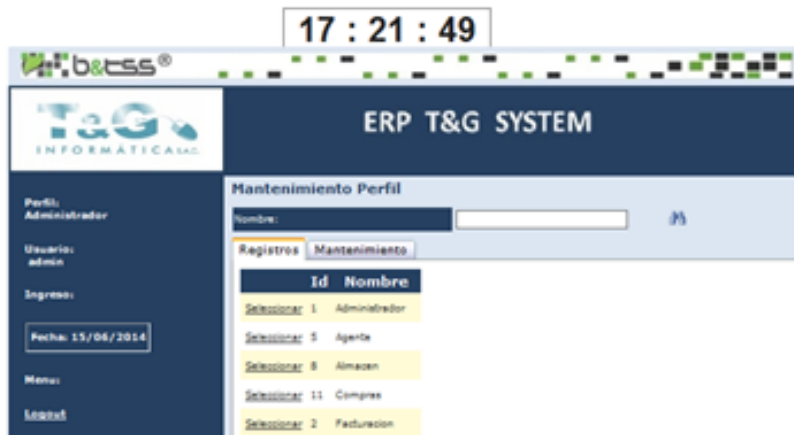 17 : 21 : 49
b&tss®
T&G
INFORMÁTICA S.A.C.
ERP T&G SYSTEM
Perfil:
Administrador
Usuario:
admin
Ingreso:
Fecha: 15/06/2014
Menu:
Logout
Mantenimiento Perfil
Nombre:
Registros Mantenimiento
Id Nombre
Seleccionar 1 Administrador
Seleccionar 5 Agente
Seleccionar 8 Almacen
Seleccionar 11 Compras
Seleccionar 2 Facturacion